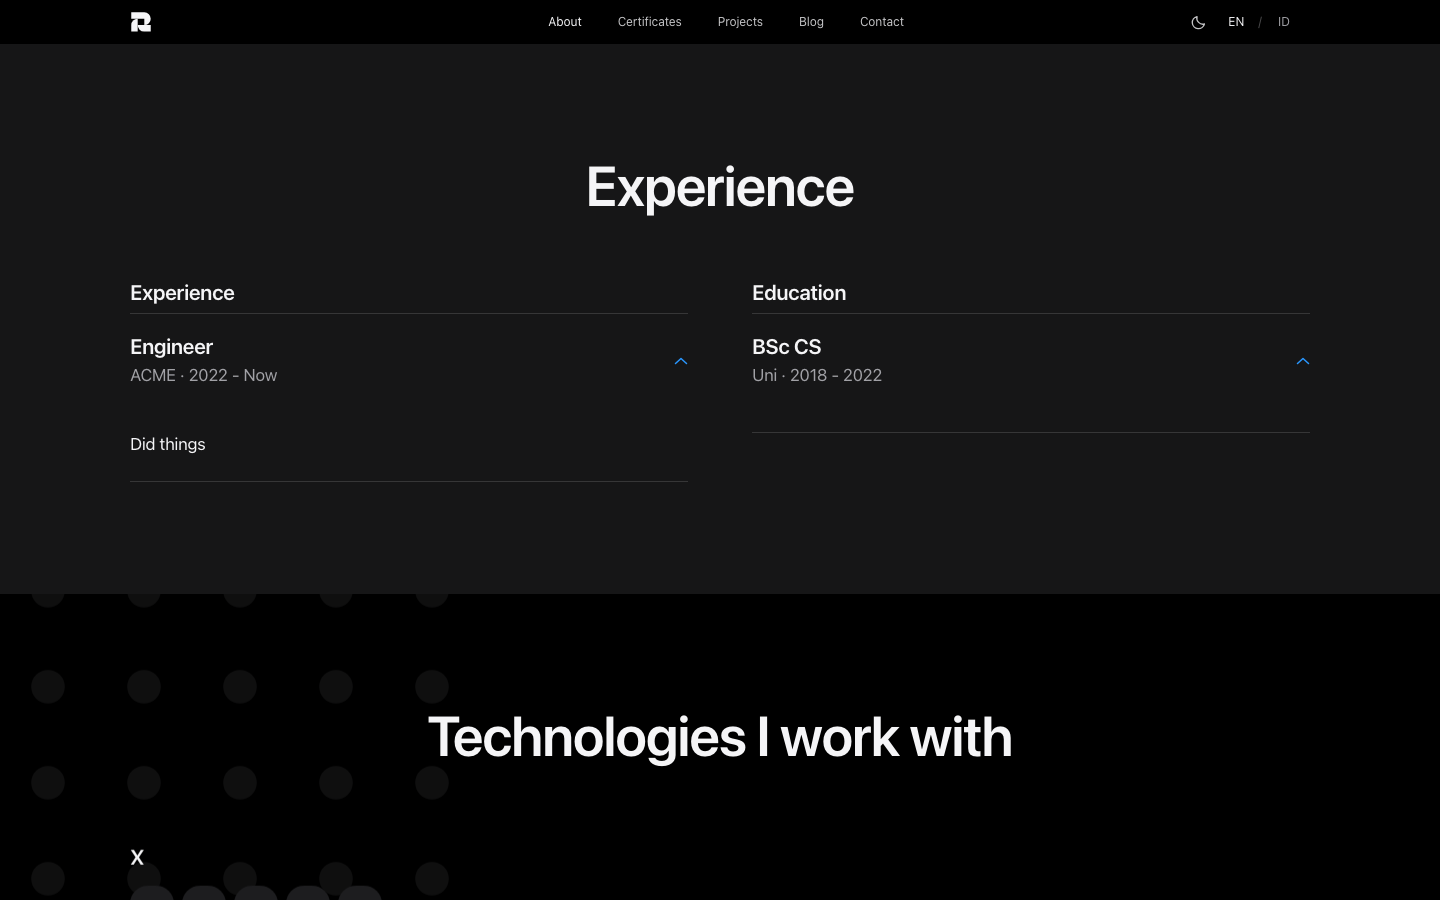 About
Certificates
Projects
Blog
Contact
EN / ID
Experience
Experience
Engineer
ACME · 2022 - Now
Did things
Education
BSc CS
Uni · 2018 - 2022
Technologies I work with
X